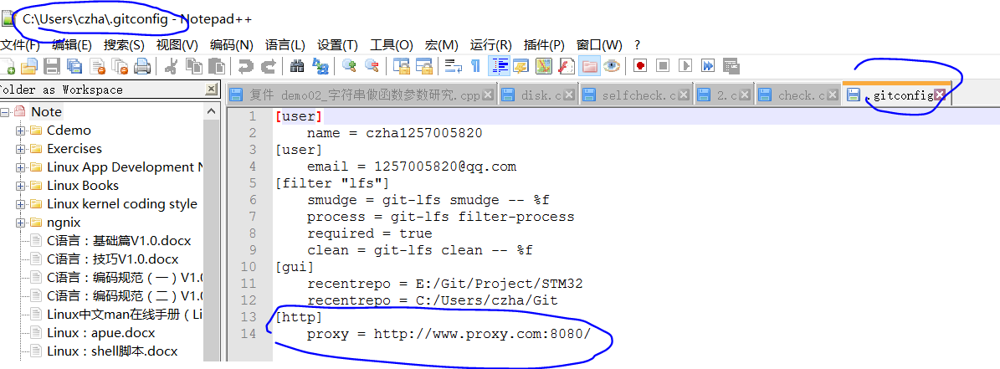 C:\Users\czha\.gitconfig - Notepad++
文件(F) 编辑(E) 搜索(S) 视图(V) 编码(N) 语言(L) 设置(T) 工具(O) 宏(M) 运行(R) 插件(P) 窗口(W) ?
Folder as Workspace
复件 demo02_字符串做函数参数研究.cpp disk.c selfcheck.c 2.c check.c .gitconfig
Note
Cdemo
Exercises
Linux App Development N
Linux Books
Linux kernel coding style
ngnix
C语言：基础篇V1.0.docx
C语言：技巧V1.0.docx
C语言：编码规范（一）V1.0
C语言：编码规范（二）V1.0
Linux中文man在线手册（Li
Linux：apue.docx
Linux：shell脚本.docx
1 [user]
2 name = czha1257005820
3 [user]
4 email = 1257005820@qq.com
5 [filter "lfs"]
6 smudge = git-lfs smudge -- %f
7 process = git-lfs filter-process
8 required = true
9 clean = git-lfs clean -- %f
10 [gui]
11 recentrepo = E:/Git/Project/STM32
12 recentrepo = C:/Users/czha/Git
13 [http]
14 proxy = http://www.proxy.com:8080/